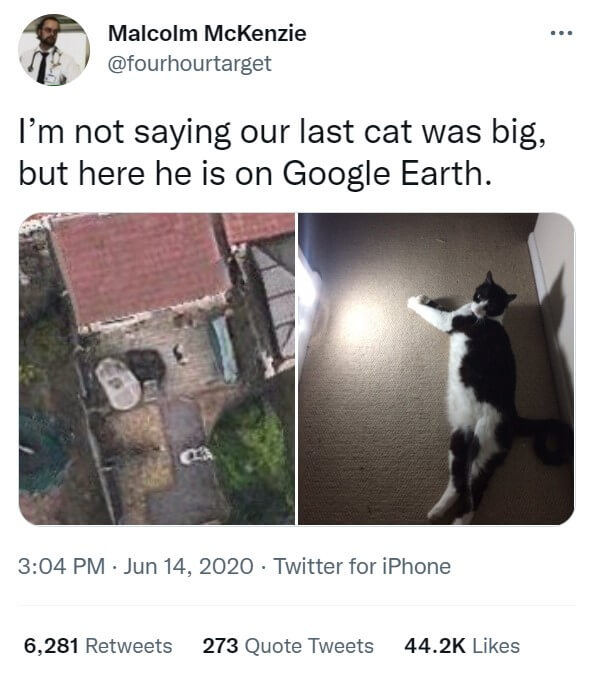 Malcolm McKenzie
@fourhourtarget
I’m not saying our last cat was big,
but here he is on Google Earth.
3:04 PM · Jun 14, 2020 · Twitter for iPhone
6,281 Retweets 273 Quote Tweets 44.2K Likes